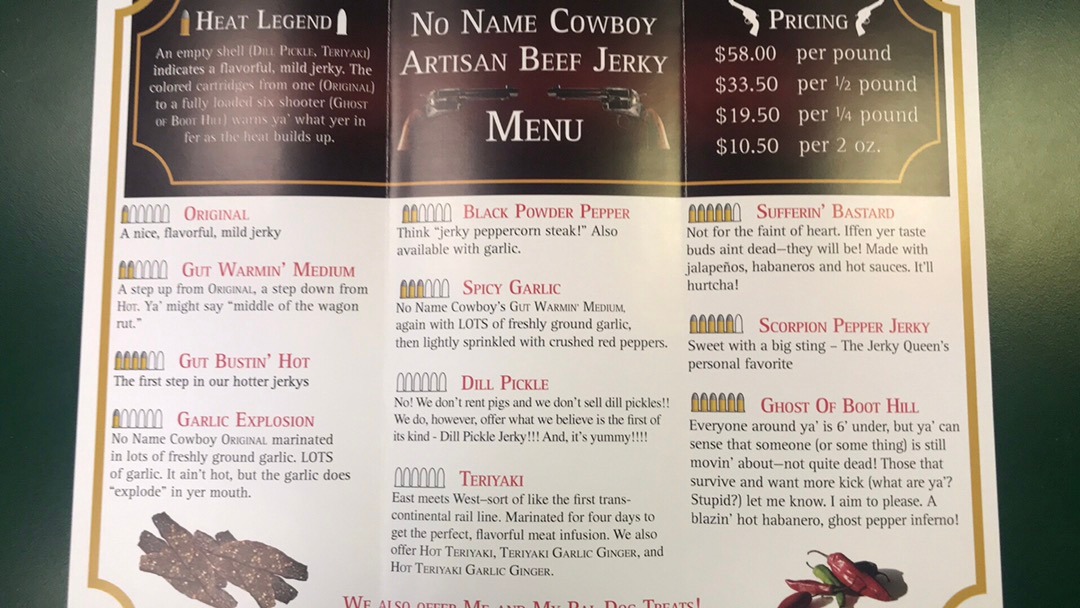 HEAT LEGEND
An empty shell (DILL PICKLE, TERIYAKI)
indicates a flavorful, mild jerky. The
colored cartridges from one (ORIGINAL)
to a fully loaded six shooter (GHOST
OF BOOT HILL) warns ya' what yer in
fer as the heat builds up.
NO NAME COWBOY
ARTISAN BEEF JERKY
MENU
PRICING
$58.00 per pound
$33.50 per 1/2 pound
$19.50 per 1/4 pound
$10.50 per 2 oz.
ORIGINAL
A nice, flavorful, mild jerky
GUT WARMIN' MEDIUM
A step up from ORIGINAL, a step down from
HOT. Ya' might say "middle of the wagon
rut."
GUT BUSTIN' HOT
The first step in our hotter jerkys
GARLIC EXPLOSION
No Name Cowboy ORIGINAL marinated
in lots of freshly ground garlic. LOTS
of garlic. It ain't hot, but the garlic does
"explode" in yer mouth.
BLACK POWDER PEPPER
Think "jerky peppercorn steak!" Also
available with garlic.
SPICY GARLIC
No Name Cowboy's GUT WARMIN' MEDIUM,
again with LOTS of freshly ground garlic,
then lightly sprinkled with crushed red peppers.
DILL PICKLE
No! We don't rent pigs and we don't sell dill pickles!!
We do, however, offer what we believe is the first of
its kind - Dill Pickle Jerky!!! And, it's yummy!!!!
TERIYAKI
East meets West–sort of like the first trans-
continental rail line. Marinated for four days to
get the perfect, flavorful meat infusion. We also
offer HOT TERIYAKI, TERIYAKI GARLIC GINGER, and
HOT TERIYAKI GARLIC GINGER.
SUFFERIN' BASTARD
Not for the faint of heart. Iffen yer taste
buds aint dead—they will be! Made with
jalapeños, habaneros and hot sauces. It'll
hurtcha!
SCORPION PEPPER JERKY
Sweet with a big sting – The Jerky Queen's
personal favorite
GHOST OF BOOT HILL
Everyone around ya' is 6' under, but ya' can
sense that someone (or some thing) is still
movin' about—not quite dead! Those that
survive and want more kick (what are ya'?
Stupid?) let me know. I aim to please. A
blazin' hot habanero, ghost pepper inferno!
WE ALSO OFFER ME AND MY PAL DOG TREATS!